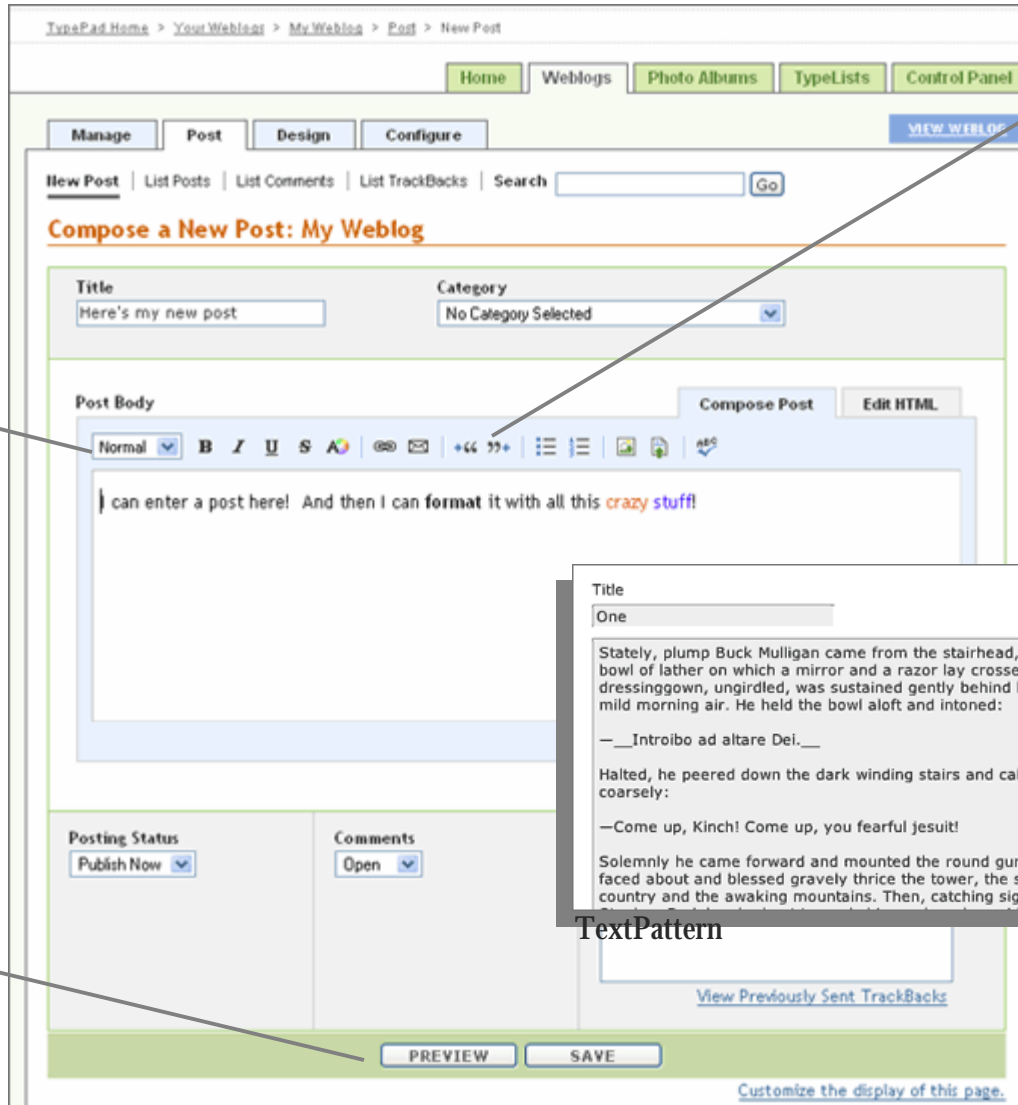 TypePad Home > Your Weblogs > My Weblog > Post > New Post
Home Weblogs Photo Albums TypeLists Control Panel
Manage Post Design Configure VIEW WEBLOG
New Post | List Posts | List Comments | List TrackBacks | Search Go
Compose a New Post: My Weblog
Title Category
Here's my new post No Category Selected
Post Body Compose Post Edit HTML
Normal B I U S A abc
I can enter a post here! And then I can format it with all this crazy stuff!
Title
One
Stately, plump Buck Mulligan came from the stairhead,
bowl of lather on which a mirror and a razor lay crosse
dressinggown, ungirdled, was sustained gently behind
mild morning air. He held the bowl aloft and intoned:
—__Introibo ad altare Dei.__
Halted, he peered down the dark winding stairs and cal
coarsely:
—Come up, Kinch! Come up, you fearful jesuit!
Solemnly he came forward and mounted the round gun
faced about and blessed gravely thrice the tower, the s
country and the awaking mountains. Then, catching sig
TextPattern
Posting Status Comments
Publish Now Open
View Previously Sent TrackBacks
PREVIEW SAVE
Customize the display of this page.